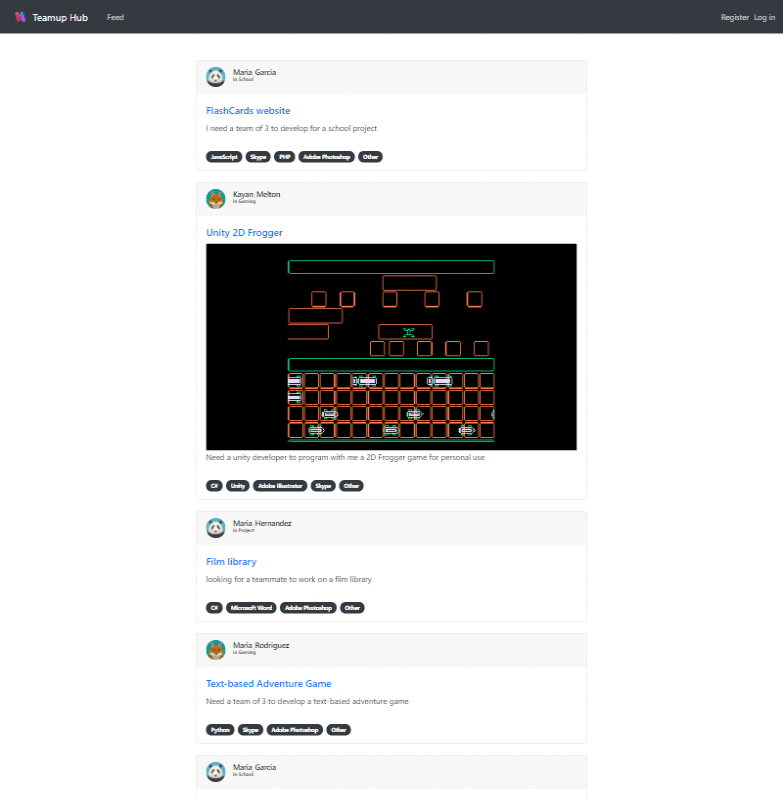 Teamup Hub Feed Register Log in
Maria Garcia
in School
FlashCards website
I need a team of 3 to develop for a school project
JavaScript Skype PHP Adobe Photoshop Other
Kayan Melton
in Gaming
Unity 2D Frogger
Need a unity developer to program with me a 2D Frogger game for personal use
C# Unity Adobe Illustrator Skype Other
Maria Hernandez
in Project
Film library
looking for a teammate to work on a film library
C# Microsoft Word Adobe Photoshop Other
Maria Rodriguez
in Gaming
Text-based Adventure Game
Need a team of 3 to develop a text-based adventure game
Python Skype Adobe Photoshop Other
Maria Garcia
in School